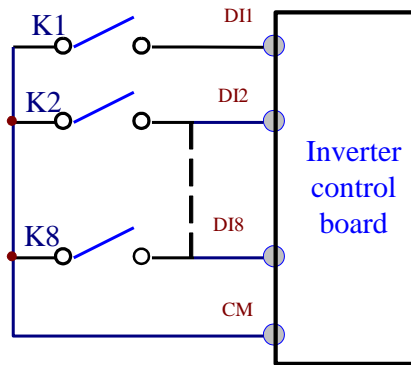 K1
DI1
K2
DI2
Inverter
control
board
K8
DI8
CM